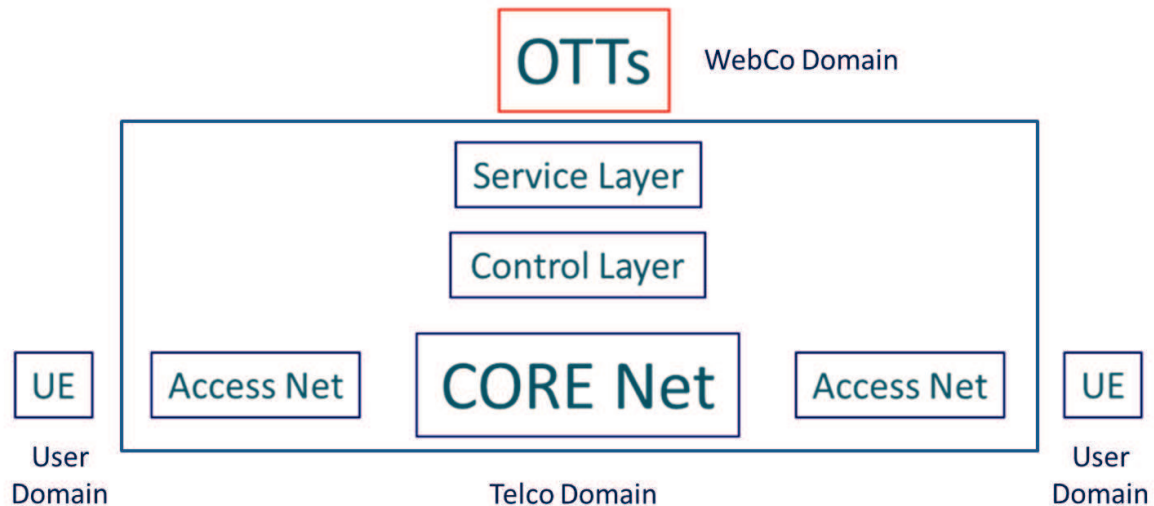 OTTs
WebCo Domain
Service Layer
Control Layer
UE
Access Net
CORE Net
Access Net
UE
User
Domain
Telco Domain
User
Domain